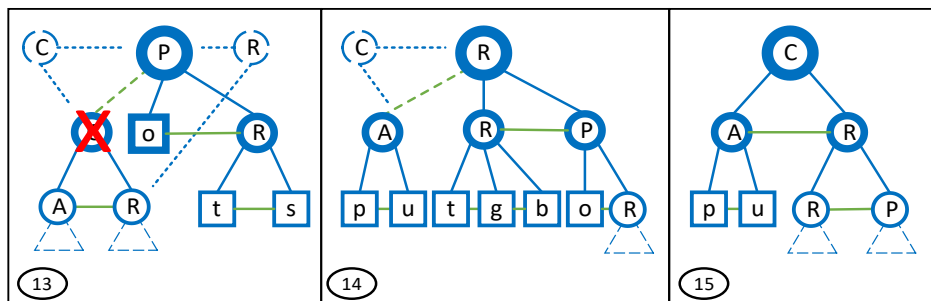 C P R
o R
A R t s
13
C R
A R P
p u t g b o R
14
C
A R
p u R P
15